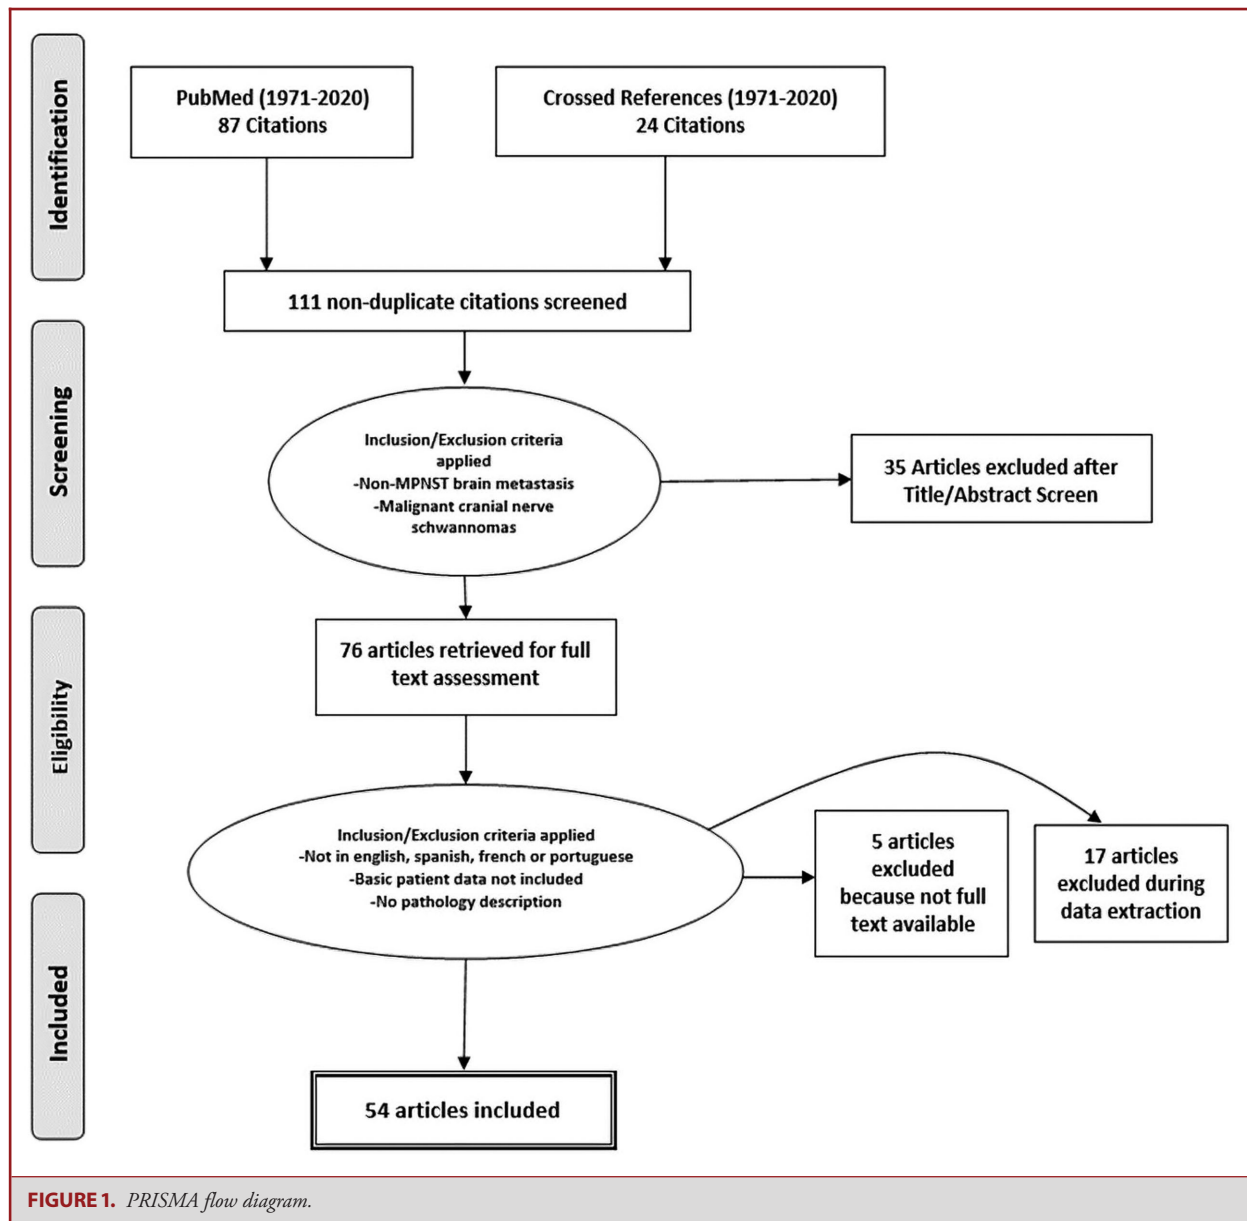 Identification
PubMed (1971-2020)
87 Citations
Crossed References (1971-2020)
24 Citations
111 non-duplicate citations screened
Screening
Inclusion/Exclusion criteria
applied
-Non-MPNST brain metastasis
-Malignant cranial nerve
schwannomas
35 Articles excluded after
Title/Abstract Screen
Eligibility
76 articles retrieved for full
text assessment
Inclusion/Exclusion criteria applied
-Not in english, spanish, french or portuguese
-Basic patient data not included
-No pathology description
5 articles
excluded
because not full
text available
17 articles
excluded during
data extraction
Included
54 articles included
FIGURE 1. PRISMA flow diagram.